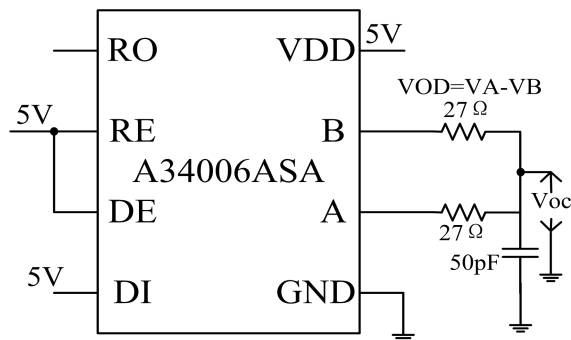 RO
VDD
5V
VOD=VA-VB
27Ω
5V
RE
B
A34006ASA
Voc
DE
A
27Ω
50pF
5V
DI
GND